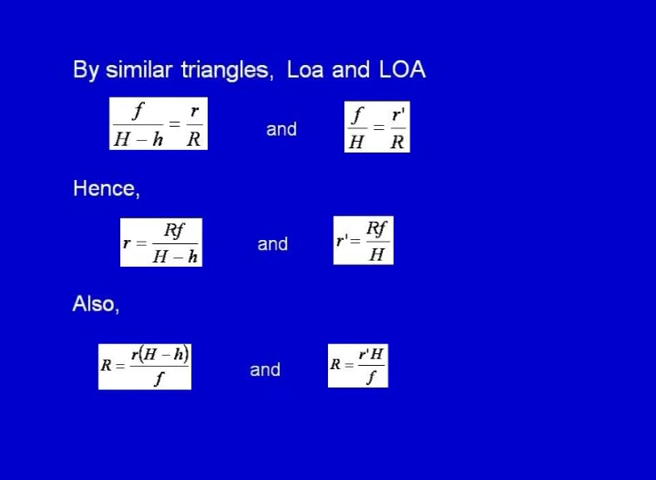 By similar triangles, Loa and LOA
f/(H – h) = r/R and f/H = r'/R
Hence,
r = Rf/(H – h) and r' = Rf/H
Also,
R = r(H – h)/f and R = r'H/f